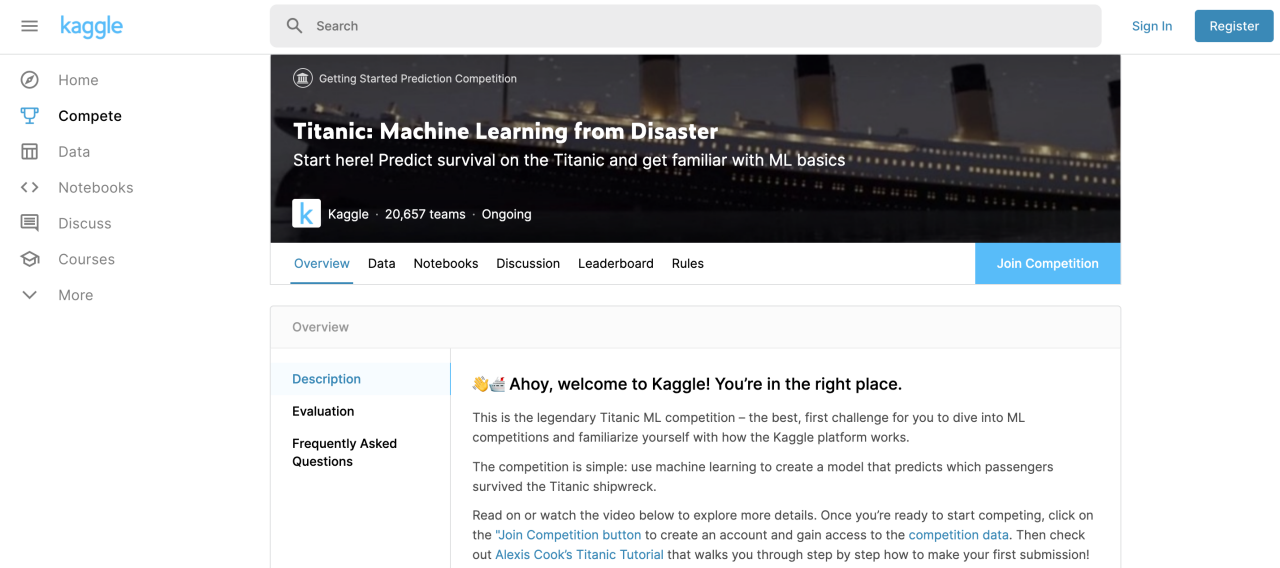 kaggle
Search
Sign In
Register
Home
Compete
Data
Notebooks
Discuss
Courses
More
Getting Started Prediction Competition
Titanic: Machine Learning from Disaster
Start here! Predict survival on the Titanic and get familiar with ML basics
k
Kaggle · 20,657 teams · Ongoing
Overview Data Notebooks Discussion Leaderboard Rules
Join Competition
Overview
Description
Evaluation
Frequently Asked
Questions
👋🛳️ Ahoy, welcome to Kaggle! You’re in the right place.
This is the legendary Titanic ML competition – the best, first challenge for you to dive into ML
competitions and familiarize yourself with how the Kaggle platform works.
The competition is simple: use machine learning to create a model that predicts which passengers
survived the Titanic shipwreck.
Read on or watch the video below to explore more details. Once you’re ready to start competing, click on
the "Join Competition button to create an account and gain access to the competition data. Then check
out Alexis Cook’s Titanic Tutorial that walks you through step by step how to make your first submission!